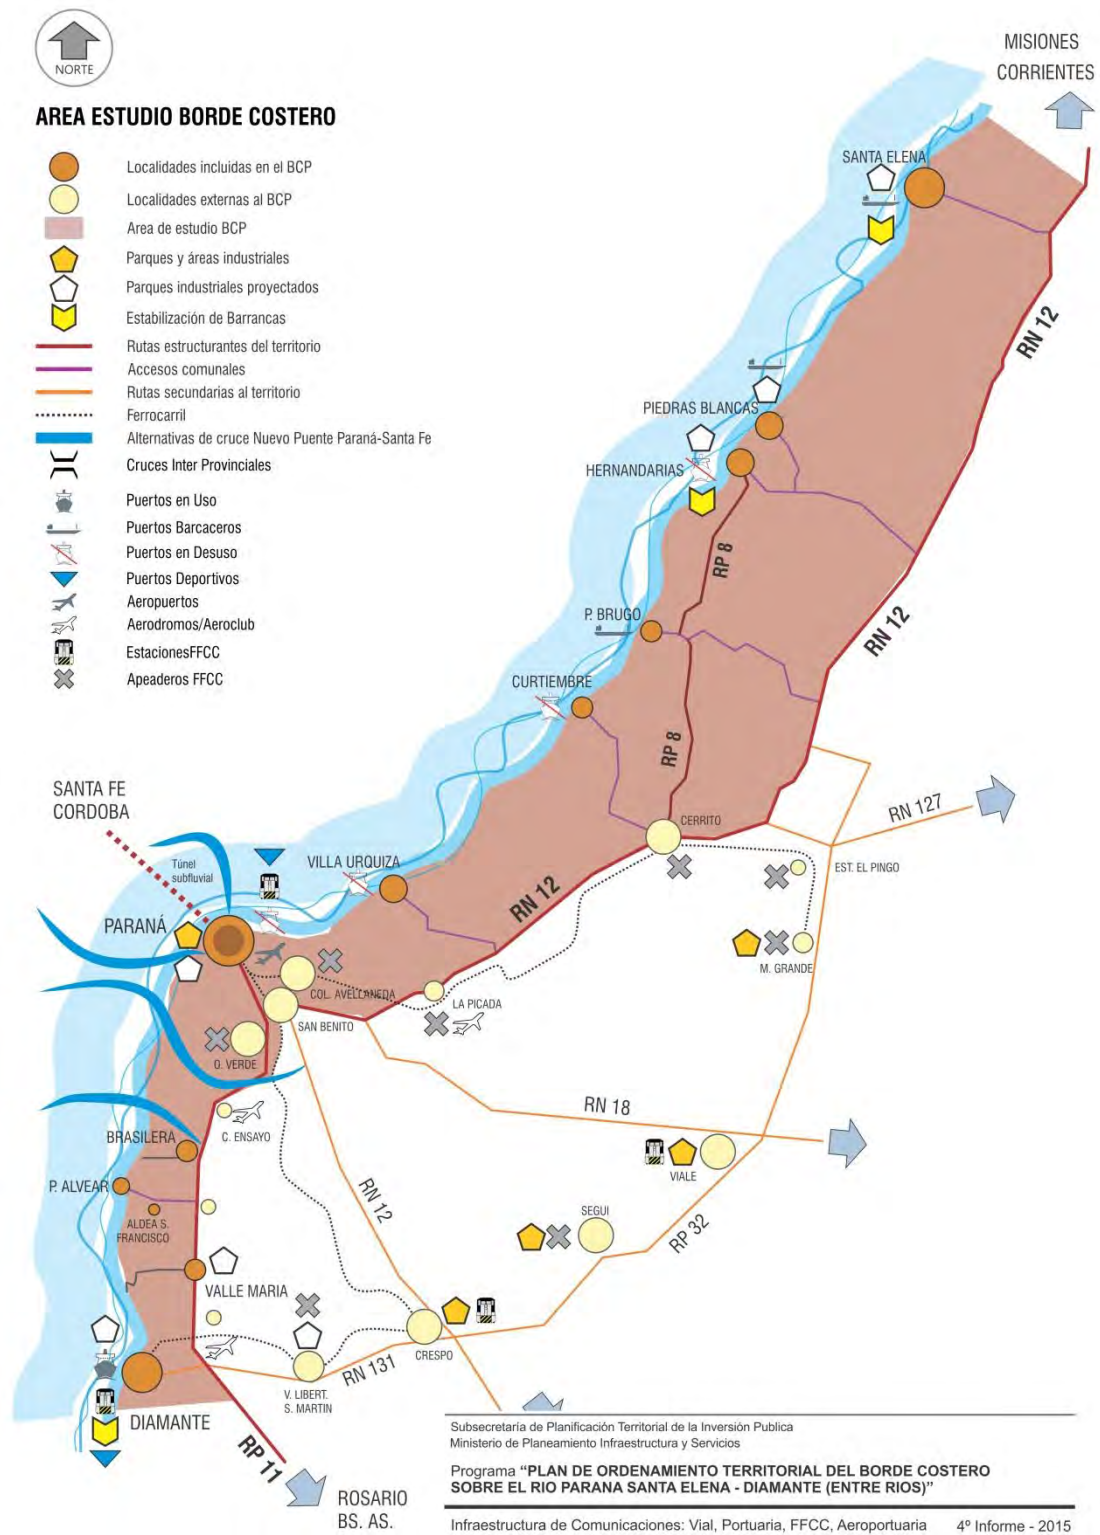 NORTE
AREA ESTUDIO BORDE COSTERO
Localidades incluidas en el BCP
Localidades externas al BCP
Area de estudio BCP
Parques y áreas industriales
Parques industriales proyectados
Estabilización de Barrancas
Rutas estructurantes del territorio
Accesos comunales
Rutas secundarias al territorio
Ferrocarril
Alternativas de cruce Nuevo Puente Paraná-Santa Fe
Cruces Inter Provinciales
Puertos en Uso
Puertos Barcaceros
Puertos en Desuso
Puertos Deportivos
Aeropuertos
Aerodromos/Aeroclub
EstacionesFFCC
Apeaderos FFCC
MISIONES
CORRIENTES
SANTA ELENA
RN 12
PIEDRAS BLANCAS
HERNANDARIAS
RP 8
P. BRUGO
RN 12
CURTIEMBRE
RP 8
SANTA FE
CORDOBA
RN 127
CERRITO
Túnel
subfluvial
VILLA URQUIZA
EST. EL PINGO
RN 12
PARANÁ
M. GRANDE
COL. AVELLANEDA
LA PICADA
SAN BENITO
O. VERDE
RN 18
C. ENSAYO
BRASILERA
VIALE
P. ALVEAR
RN 12
SEGUI
ALDEA S.
FRANCISCO
RP 32
VALLE MARIA
CRESPO
RN 131
V. LIBERT.
S. MARTIN
DIAMANTE
RP 11
ROSARIO
BS. AS.
Subsecretaría de Planificación Territorial de la Inversión Publica
Ministerio de Planeamiento Infraestructura y Servicios
Programa “PLAN DE ORDENAMIENTO TERRITORIAL DEL BORDE COSTERO
SOBRE EL RIO PARANA SANTA ELENA - DIAMANTE (ENTRE RIOS)”
Infraestructura de Comunicaciones: Vial, Portuaria, FFCC, Aeroportuaria 4º Informe - 2015